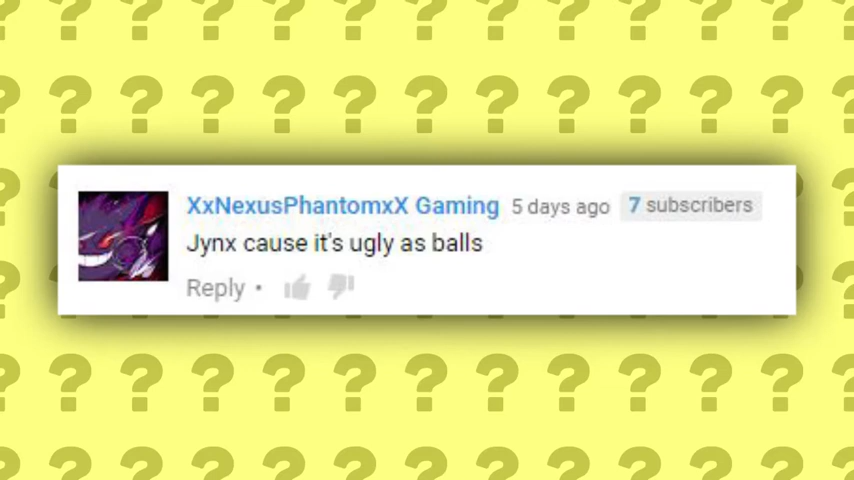 XxNexusPhantomxX Gaming 5 days ago 7 subscribers
Jynx cause it's ugly as balls
Reply •